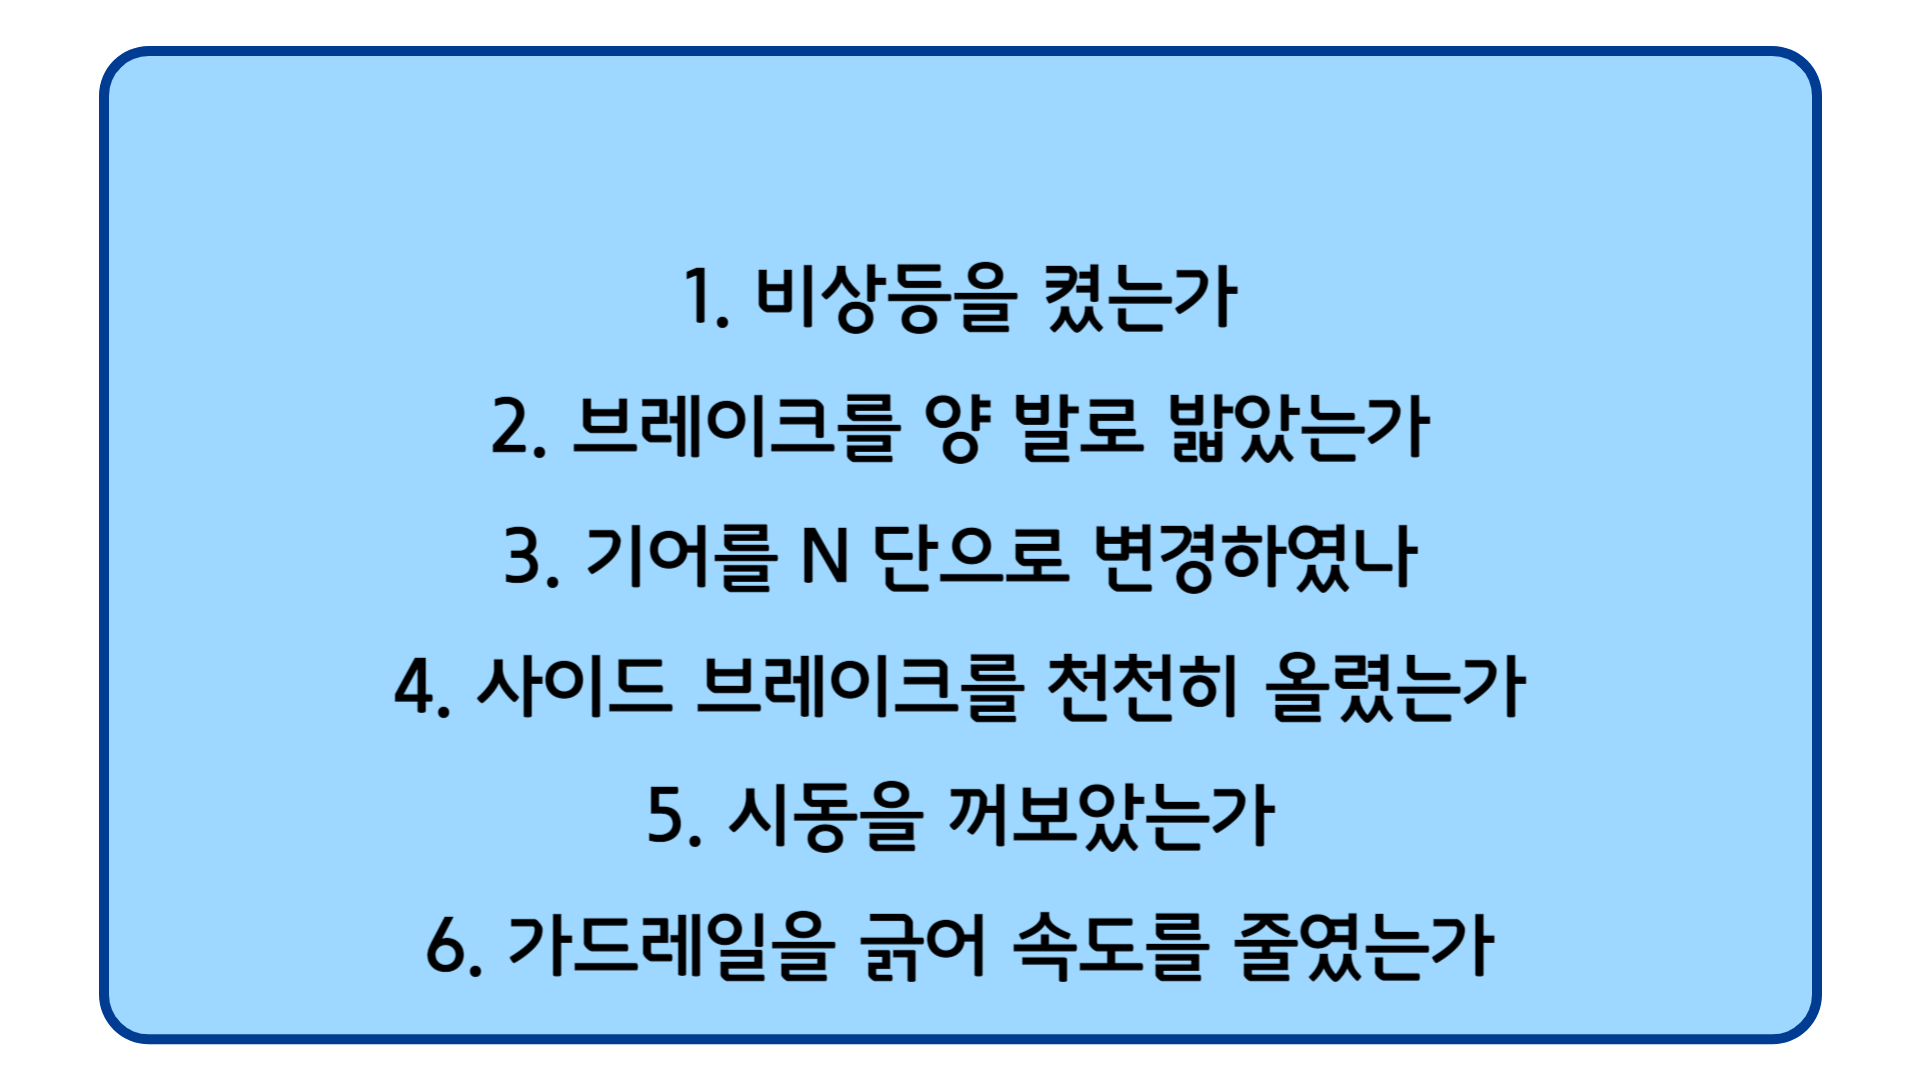 1. 비상등을 켰는가
2. 브레이크를 양 발로 밟았는가
3. 기어를 N 단으로 변경하였나
4. 사이드 브레이크를 천천히 올렸는가
5. 시동을 꺼보았는가
6. 가드레일을 긁어 속도를 줄였는가